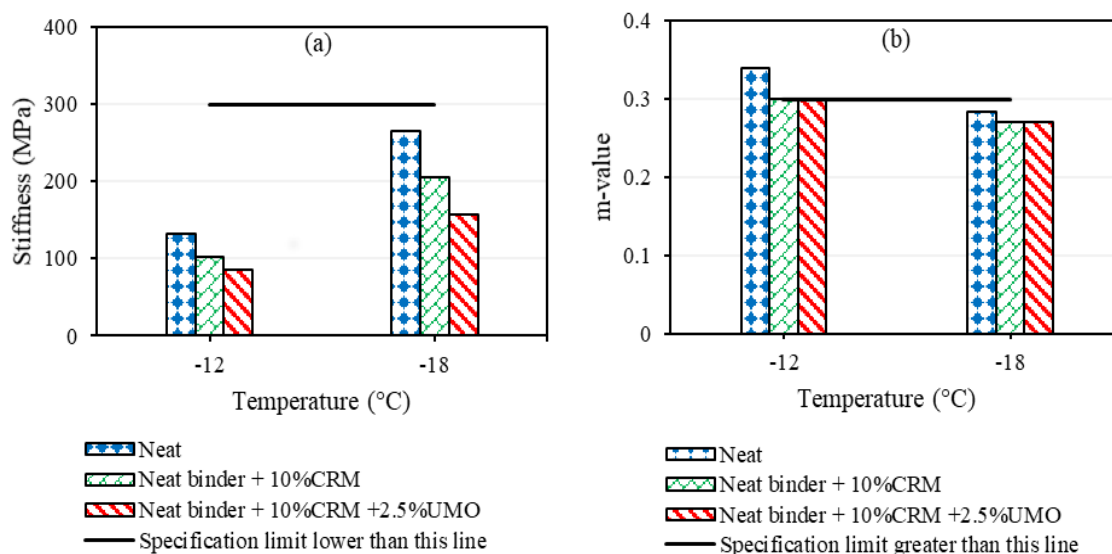 (a)
Stiffness (MPa)
400
300
200
100
0
-12
-18
Temperature (°C)
Neat
Neat binder + 10%CRM
Neat binder + 10%CRM +2.5%UMO
Specification limit lower than this line
(b)
m-value
0.4
0.3
0.2
0.1
0
-12
-18
Temperature (°C)
Neat
Neat binder + 10%CRM
Neat binder + 10%CRM +2.5%UMO
Specification limit greater than this line